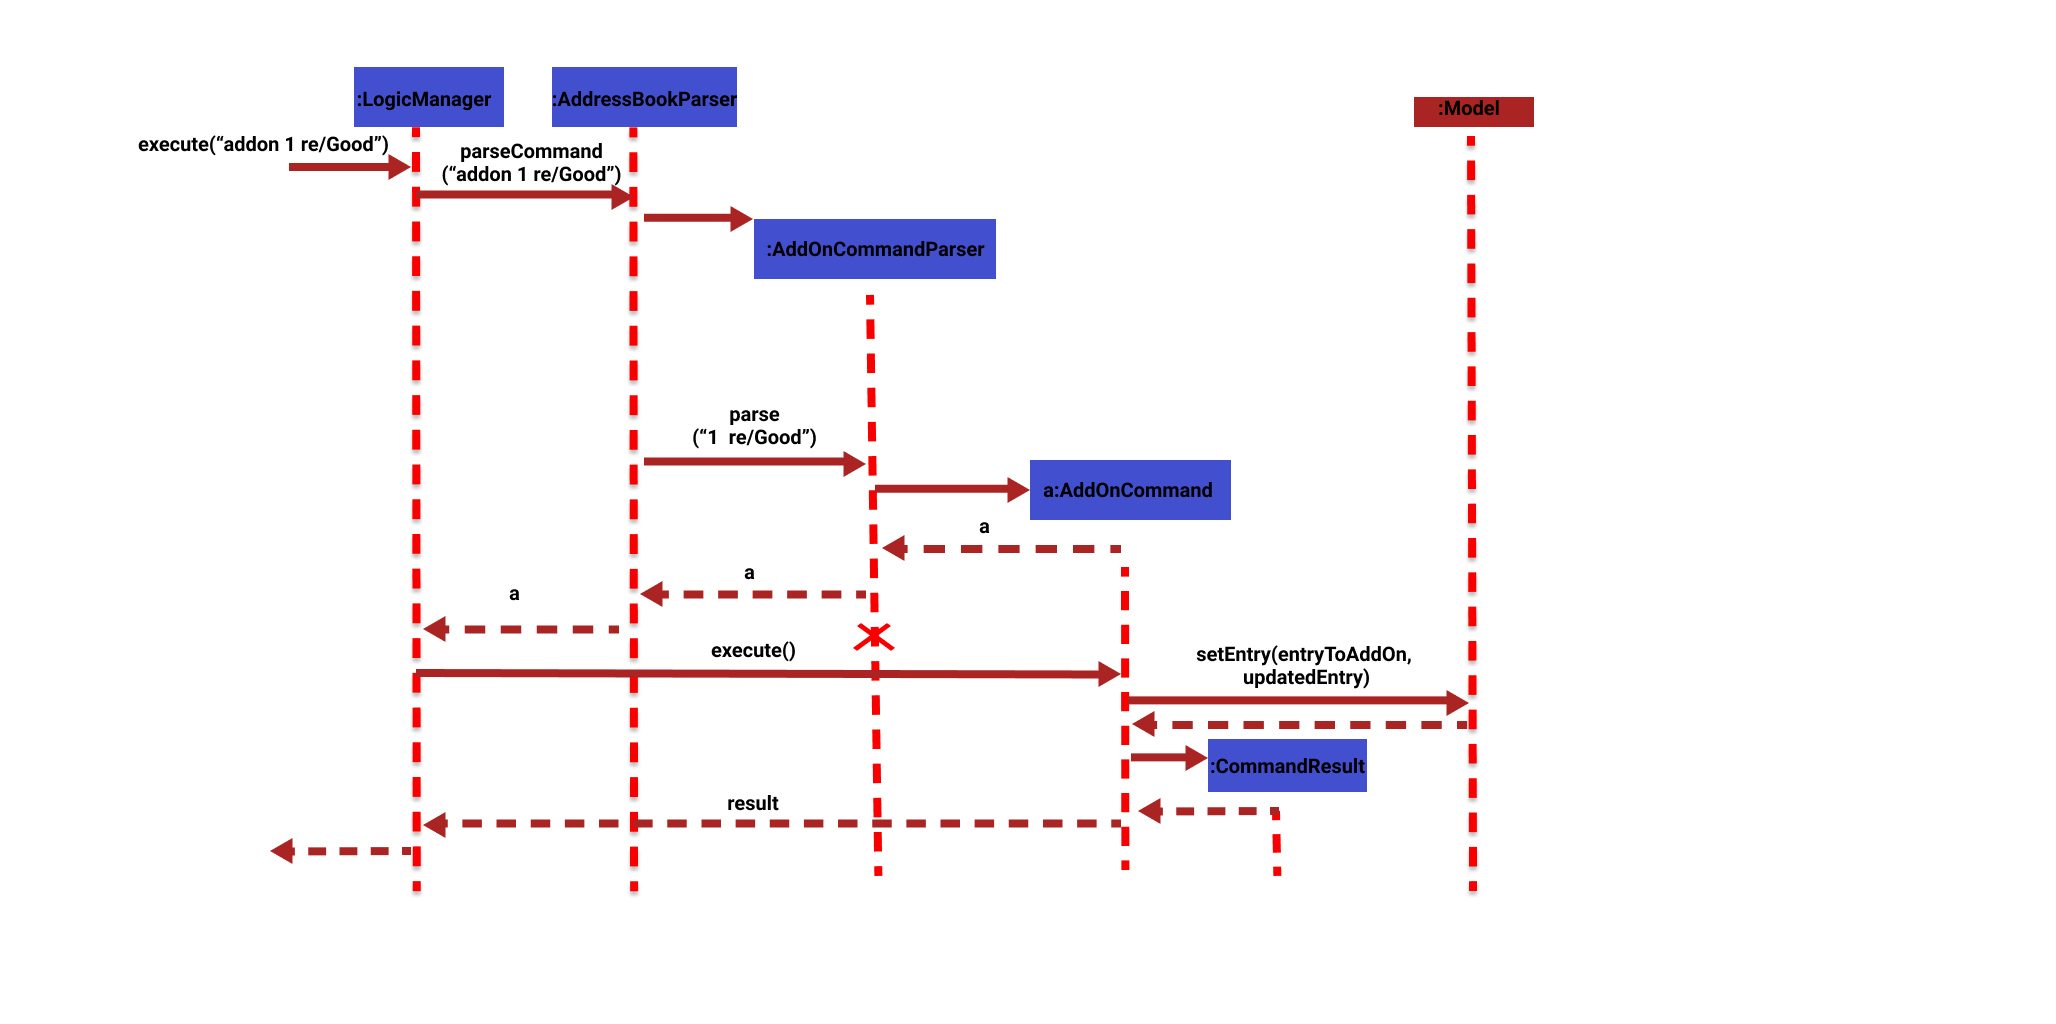 :LogicManager
:AddressBookParser
:Model
execute(“addon 1 re/Good”)
parseCommand
(“addon 1 re/Good”)
:AddOnCommandParser
parse
(“1  re/Good”)
a:AddOnCommand
a
a
a
execute()
setEntry(entryToAddOn,
updatedEntry)
:CommandResult
result